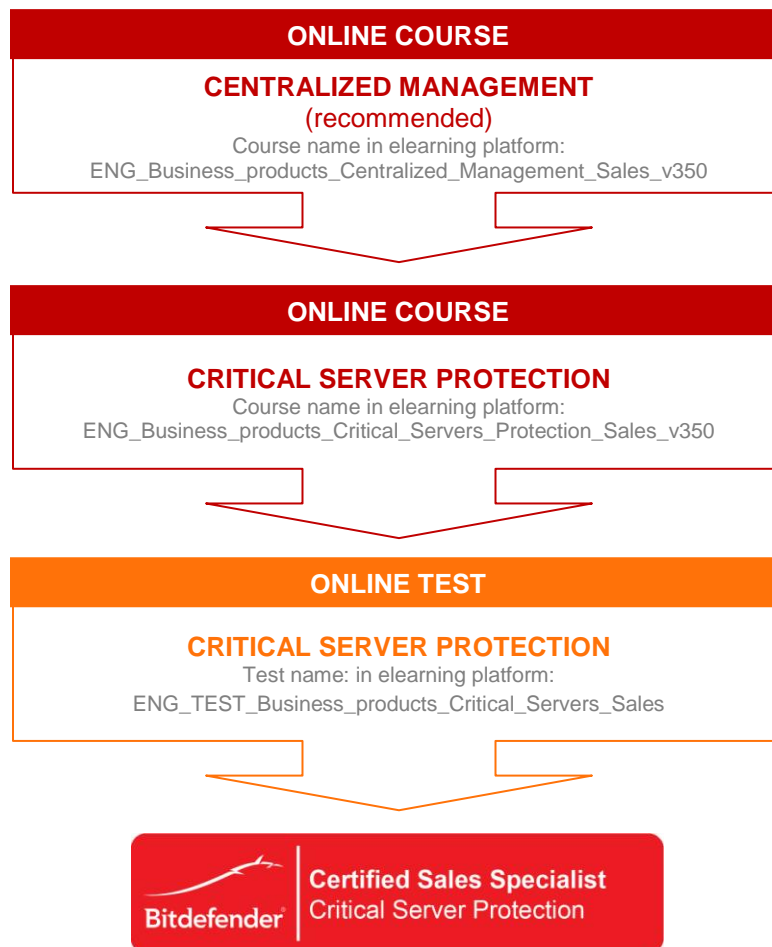 ONLINE COURSE
CENTRALIZED MANAGEMENT
(recommended)
Course name in elearning platform:
ENG_Business_products_Centralized_Management_Sales_v350
ONLINE COURSE
CRITICAL SERVER PROTECTION
Course name in elearning platform:
ENG_Business_products_Critical_Servers_Protection_Sales_v350
ONLINE TEST
CRITICAL SERVER PROTECTION
Test name: in elearning platform:
ENG_TEST_Business_products_Critical_Servers_Sales
Bitdefender
Certified Sales Specialist
Critical Server Protection